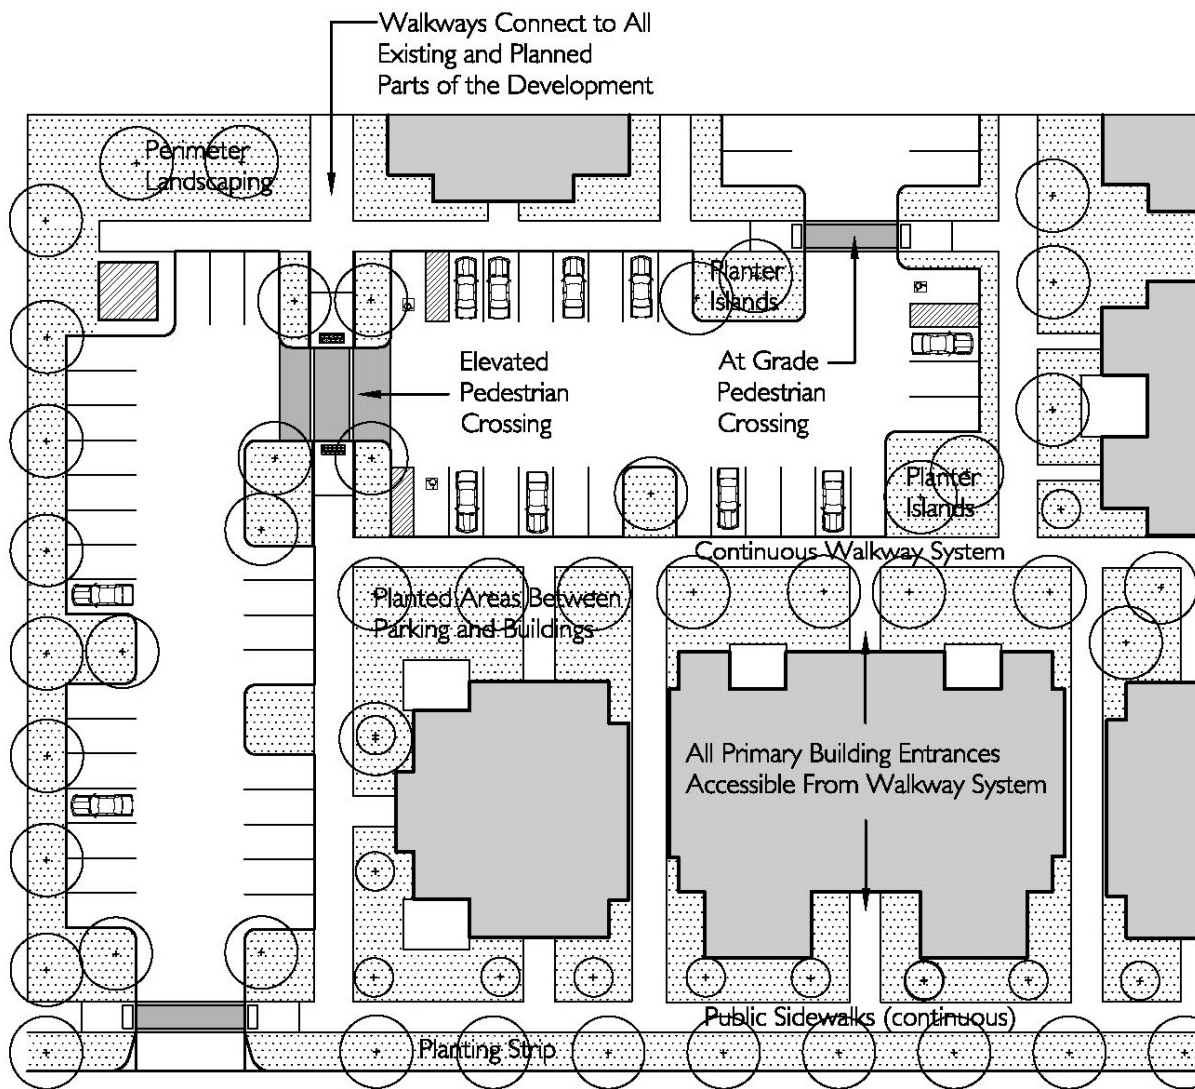 Walkways Connect to All
Existing and Planned
Parts of the Development
Perimeter
Landscaping
Planter
Islands
Elevated
Pedestrian
Crossing
At Grade
Pedestrian
Crossing
Planter
Islands
Continuous Walkway System
Planted Areas Between
Parking and Buildings
All Primary Building Entrances
Accessible From Walkway System
Public Sidewalks (continuous)
Planting Strip